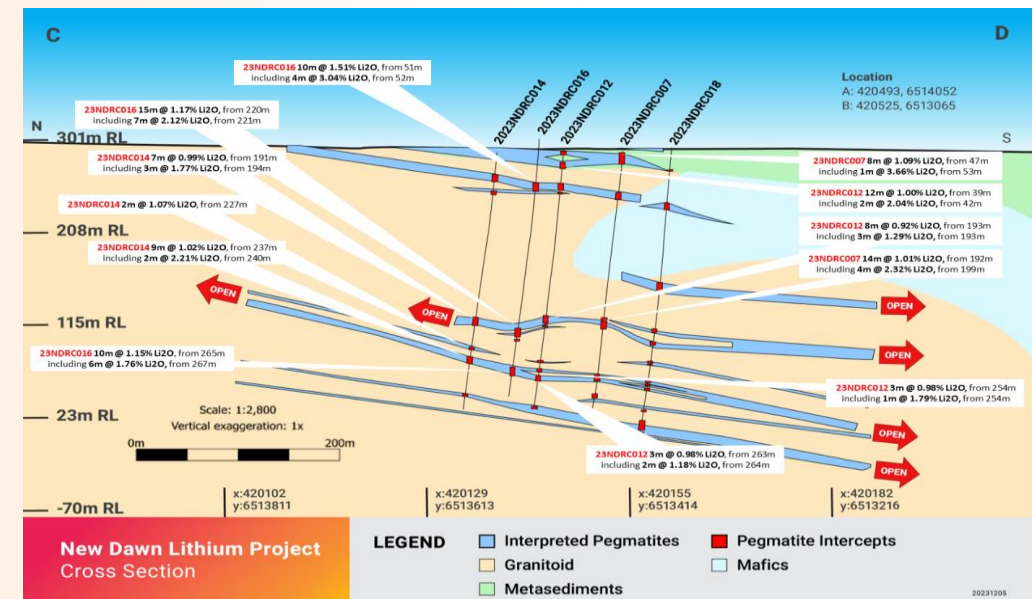 C
D
23NDRC016 10m @ 1.51% Li2O, from 51m
including 4m @ 3.04% Li2O, from 52m
2023NDRC014
2023NDRC016
2023NDRC012
2023NDRC007
2023NDRC018
Location
A: 420493, 6514052
B: 420525, 6513065
23NDRC016 15m @ 1.17% Li2O, from 220m
including 7m @ 2.12% Li2O, from 221m
N
301m RL
S
23NDRC014 7m @ 0.99% Li2O, from 191m
including 3m @ 1.77% Li2O, from 194m
23NDRC007 8m @ 1.09% Li2O, from 47m
including 1m @ 3.66% Li2O, from 53m
23NDRC014 2m @ 1.07% Li2O, from 227m
23NDRC012 12m @ 1.00% Li2O, from 39m
including 2m @ 2.04% Li2O, from 42m
208m RL
23NDRC012 8m @ 0.92% Li2O, from 193m
including 3m @ 1.29% Li2O, from 193m
23NDRC014 9m @ 1.02% Li2O, from 237m
including 2m @ 2.21% Li2O, from 240m
23NDRC007 14m @ 1.01% Li2O, from 192m
including 4m @ 2.32% Li2O, from 199m
OPEN
OPEN
OPEN
115m RL
OPEN
23NDRC016 10m @ 1.15% Li2O, from 265m
including 6m @ 1.76% Li2O, from 267m
23NDRC012 3m @ 0.98% Li2O, from 254m
including 1m @ 1.79% Li2O, from 254m
23m RL
Scale: 1:2,800
Vertical exaggeration: 1x
0m
200m
OPEN
23NDRC012 3m @ 0.98% Li2O, from 263m
including 2m @ 1.18% Li2O, from 264m
OPEN
-70m RL
x:420102
y:6513811
x:420129
y:6513613
x:420155
y:6513414
x:420182
y:6513216
New Dawn Lithium Project
Cross Section
LEGEND
Interpreted Pegmatites
Pegmatite Intercepts
Granitoid
Mafics
Metasediments
20231205